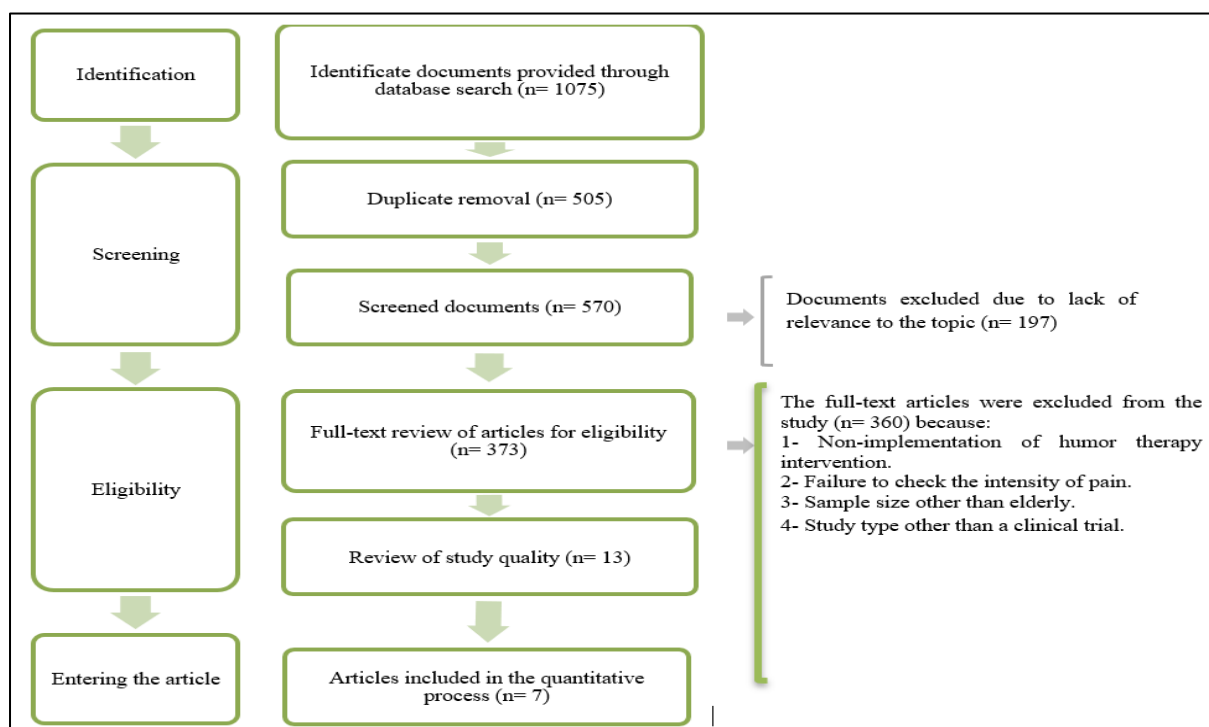 Identification
Identificate documents provided through
database search (n= 1075)
Duplicate removal (n= 505)
Screening
Screened documents (n= 570)
Documents excluded due to lack of
relevance to the topic (n= 197)
Full-text review of articles for eligibility
(n= 373)
The full-text articles were excluded from the
study (n= 360) because:
1- Non-implementation of humor therapy
intervention.
2- Failure to check the intensity of pain.
3- Sample size other than elderly.
4- Study type other than a clinical trial.
Eligibility
Review of study quality (n= 13)
Entering the article
Articles included in the quantitative
process (n= 7)